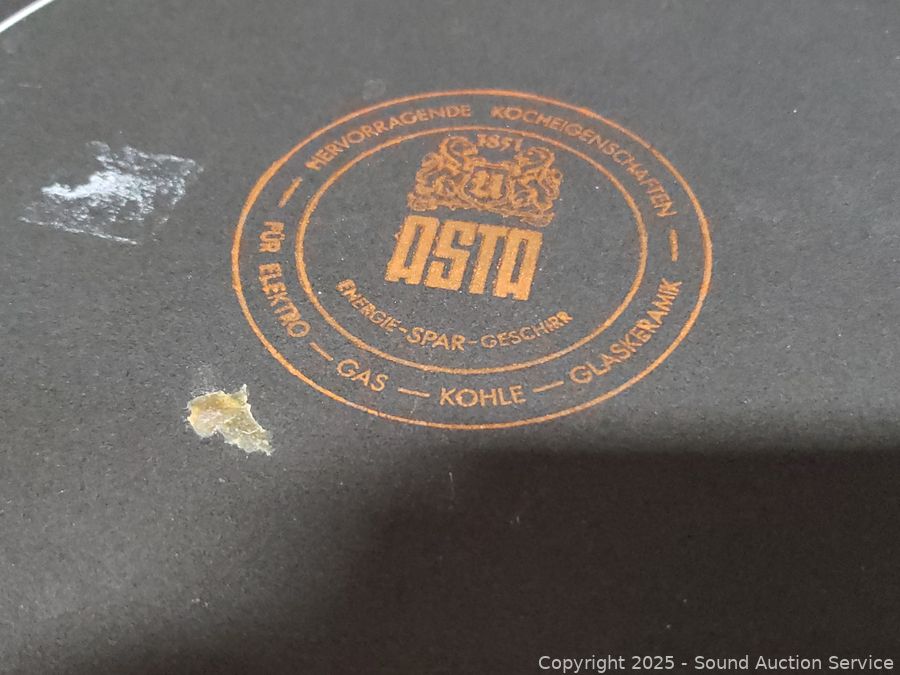 HERVORRAGENDE KOCHEIGENSCHAFTEN
1851
U
ASTA
ENERGIE-SPAR-GESCHIRR
FÜR ELEKTRO — GAS — KOHLE — GLASKERAMIK
Copyright 2025 - Sound Auction Service